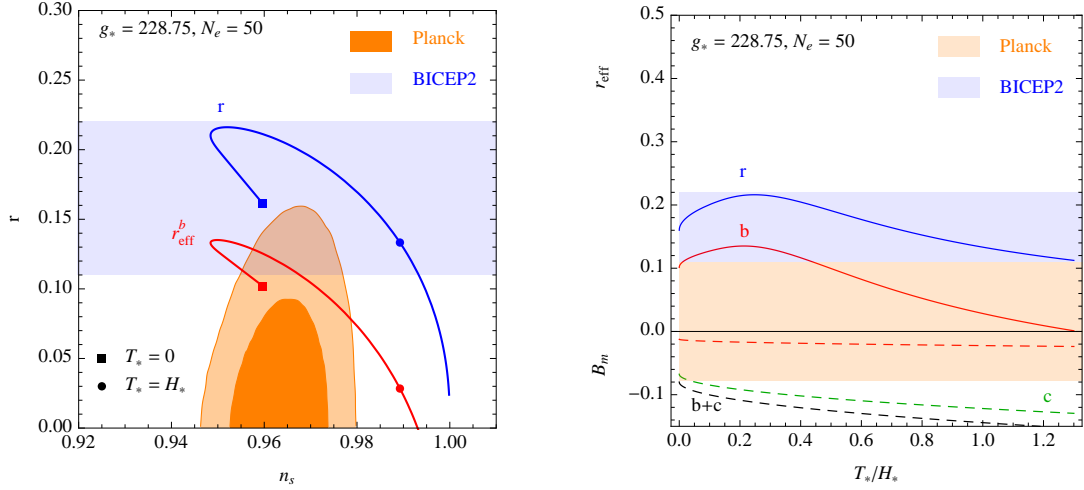 g* = 228.75, Ne = 50
Planck
BICEP2
r
r_eff^b
T* = 0
T* = H*
0.30
0.25
0.20
0.15
0.10
0.05
0.00
r
0.92
0.94
0.96
0.98
1.00
ns
g* = 228.75, Ne = 50
Planck
BICEP2
r
b
c
b+c
0.5
0.4
0.3
0.2
0.1
0.0
−0.1
reff
Bm
0.0
0.2
0.4
0.6
0.8
1.0
1.2
T*/H*